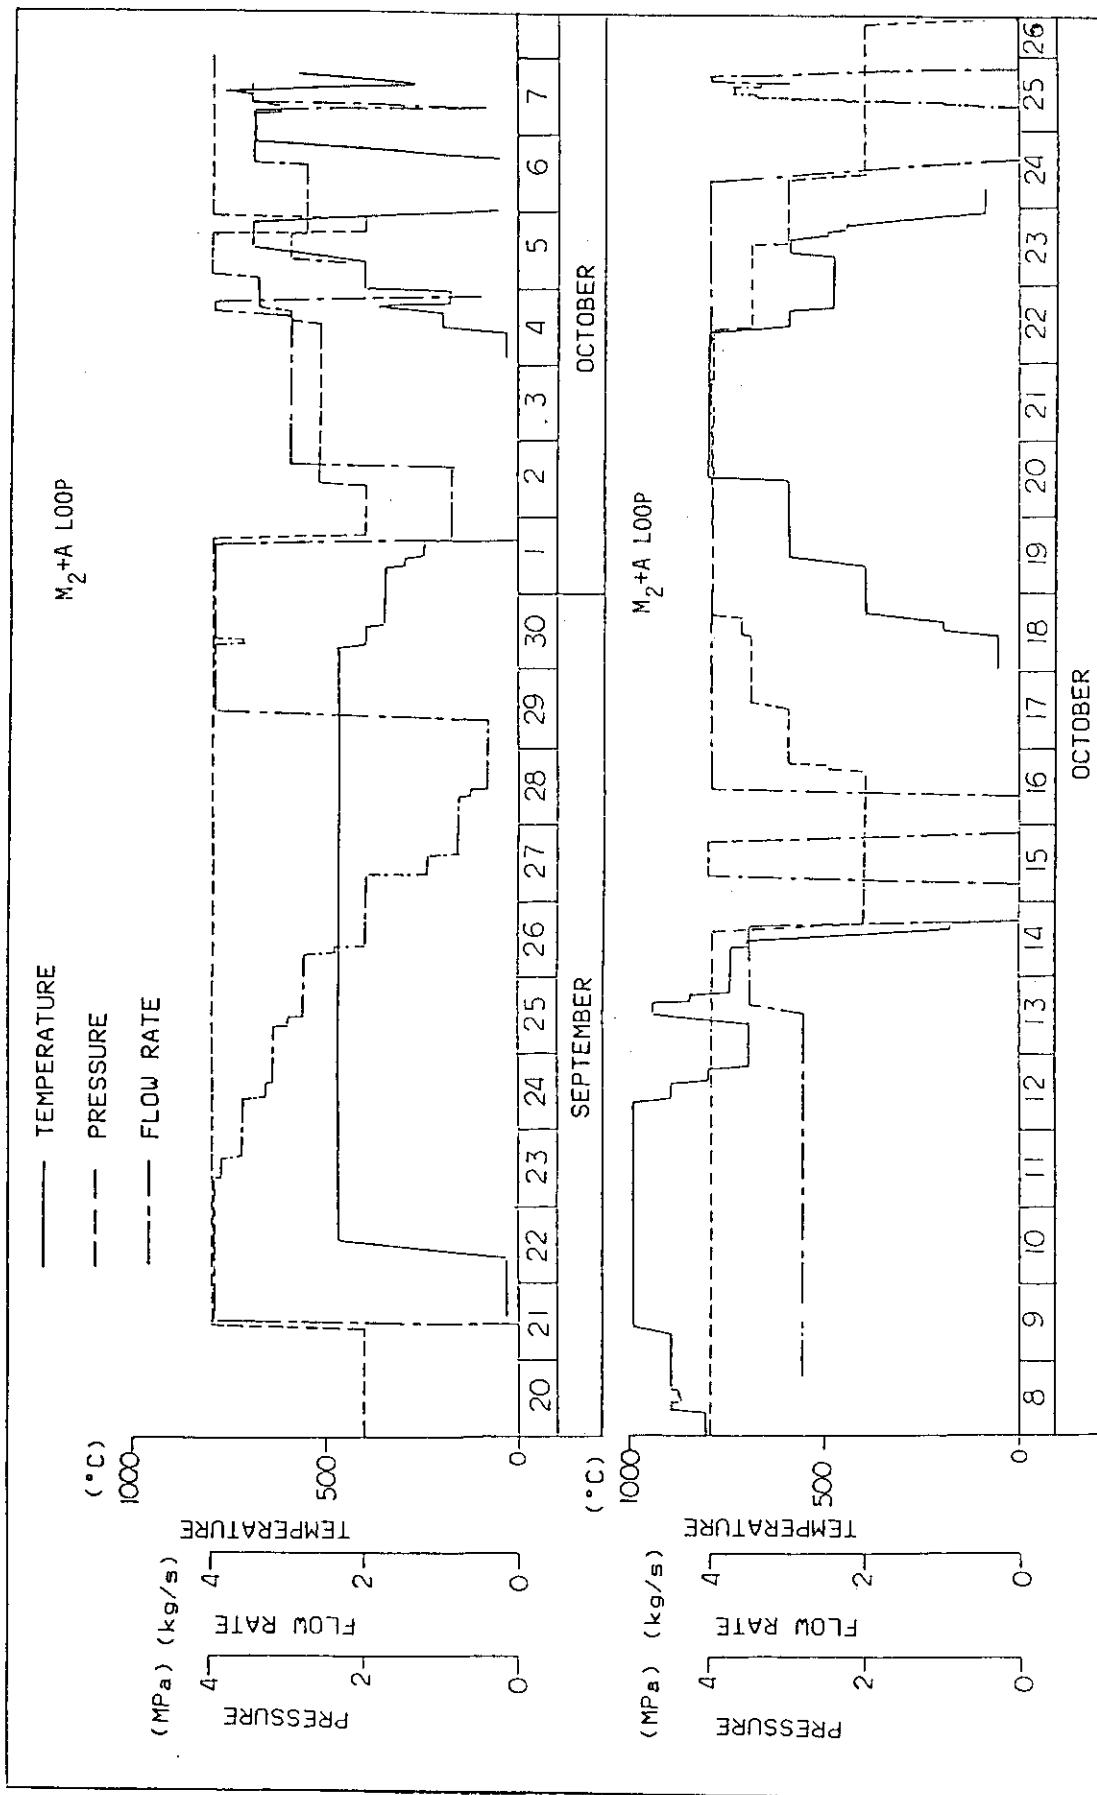 TEMPERATURE
PRESSURE
FLOW RATE
M2+A LOOP
(MPa) (kg/s) (°C)
PRESSURE FLOW RATE TEMPERATURE
4 4 1000
2 2 500
0 0 0
20 21 22 23 24 25 26 27 28 29 30 1 2 3 4 5 6 7
SEPTEMBER OCTOBER
M2+A LOOP
(MPa) (kg/s) (°C)
PRESSURE FLOW RATE TEMPERATURE
4 4 1000
2 2 500
0 0 0
8 9 10 11 12 13 14 15 16 17 18 19 20 21 22 23 24 25 26
OCTOBER